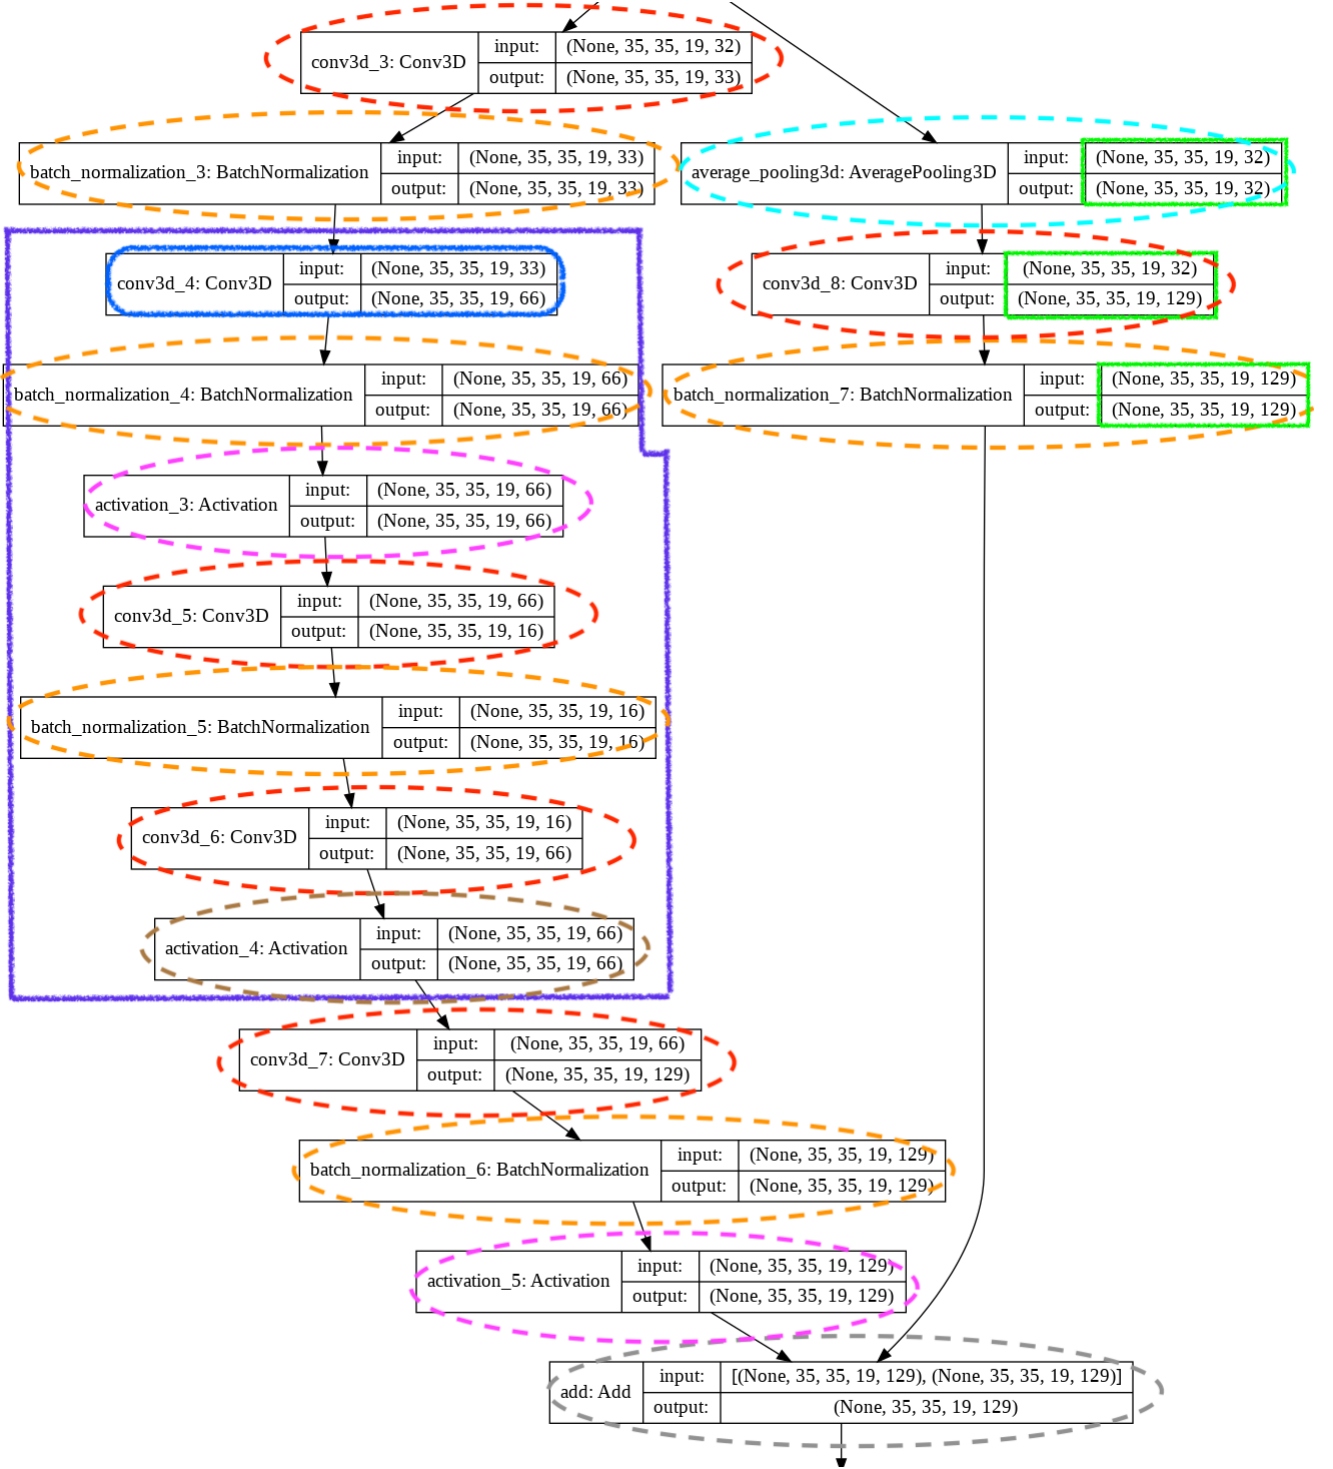 conv3d_3: Conv3D
input: (None, 35, 35, 19, 32)
output: (None, 35, 35, 19, 33)
batch_normalization_3: BatchNormalization
input: (None, 35, 35, 19, 33)
output: (None, 35, 35, 19, 33)
average_pooling3d: AveragePooling3D
input: (None, 35, 35, 19, 32)
output: (None, 35, 35, 19, 32)
conv3d_4: Conv3D
input: (None, 35, 35, 19, 33)
output: (None, 35, 35, 19, 66)
conv3d_8: Conv3D
input: (None, 35, 35, 19, 32)
output: (None, 35, 35, 19, 129)
batch_normalization_4: BatchNormalization
input: (None, 35, 35, 19, 66)
output: (None, 35, 35, 19, 66)
batch_normalization_7: BatchNormalization
input: (None, 35, 35, 19, 129)
output: (None, 35, 35, 19, 129)
activation_3: Activation
input: (None, 35, 35, 19, 66)
output: (None, 35, 35, 19, 66)
conv3d_5: Conv3D
input: (None, 35, 35, 19, 66)
output: (None, 35, 35, 19, 16)
batch_normalization_5: BatchNormalization
input: (None, 35, 35, 19, 16)
output: (None, 35, 35, 19, 16)
conv3d_6: Conv3D
input: (None, 35, 35, 19, 16)
output: (None, 35, 35, 19, 66)
activation_4: Activation
input: (None, 35, 35, 19, 66)
output: (None, 35, 35, 19, 66)
conv3d_7: Conv3D
input: (None, 35, 35, 19, 66)
output: (None, 35, 35, 19, 129)
batch_normalization_6: BatchNormalization
input: (None, 35, 35, 19, 129)
output: (None, 35, 35, 19, 129)
activation_5: Activation
input: (None, 35, 35, 19, 129)
output: (None, 35, 35, 19, 129)
add: Add
input: [(None, 35, 35, 19, 129), (None, 35, 35, 19, 129)]
output: (None, 35, 35, 19, 129)